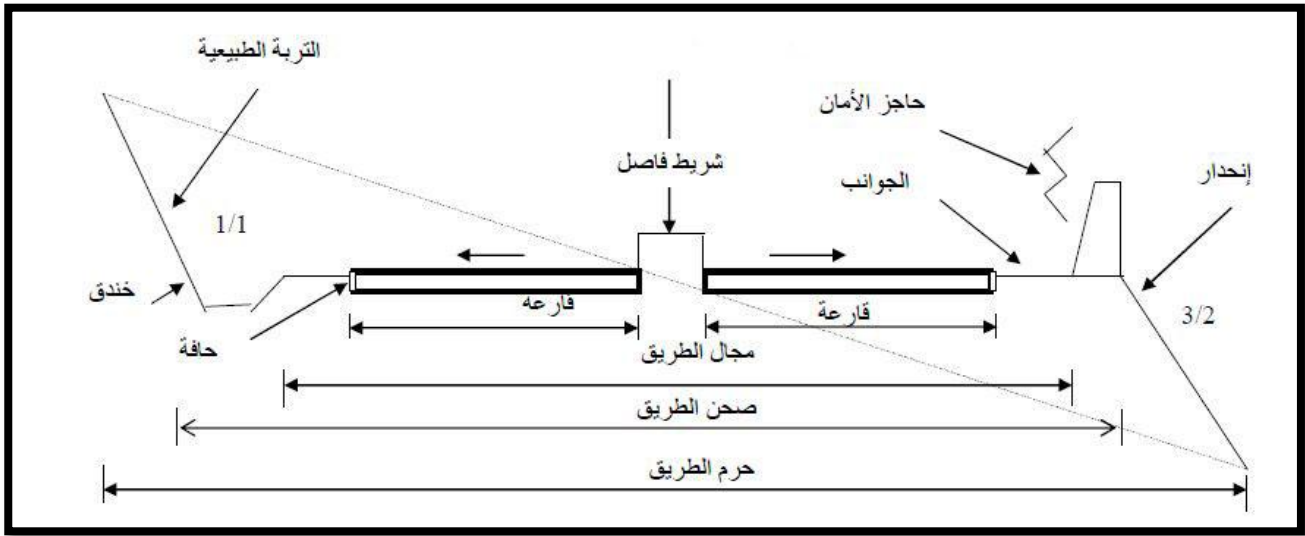 التربة الطبيعية
حاجز الأمان
شريط فاصل
الجوانب
إنحدار
1/1
خندق
قارعة
قارعة
3/2
حافة
مجال الطريق
صحن الطريق
حرم الطريق